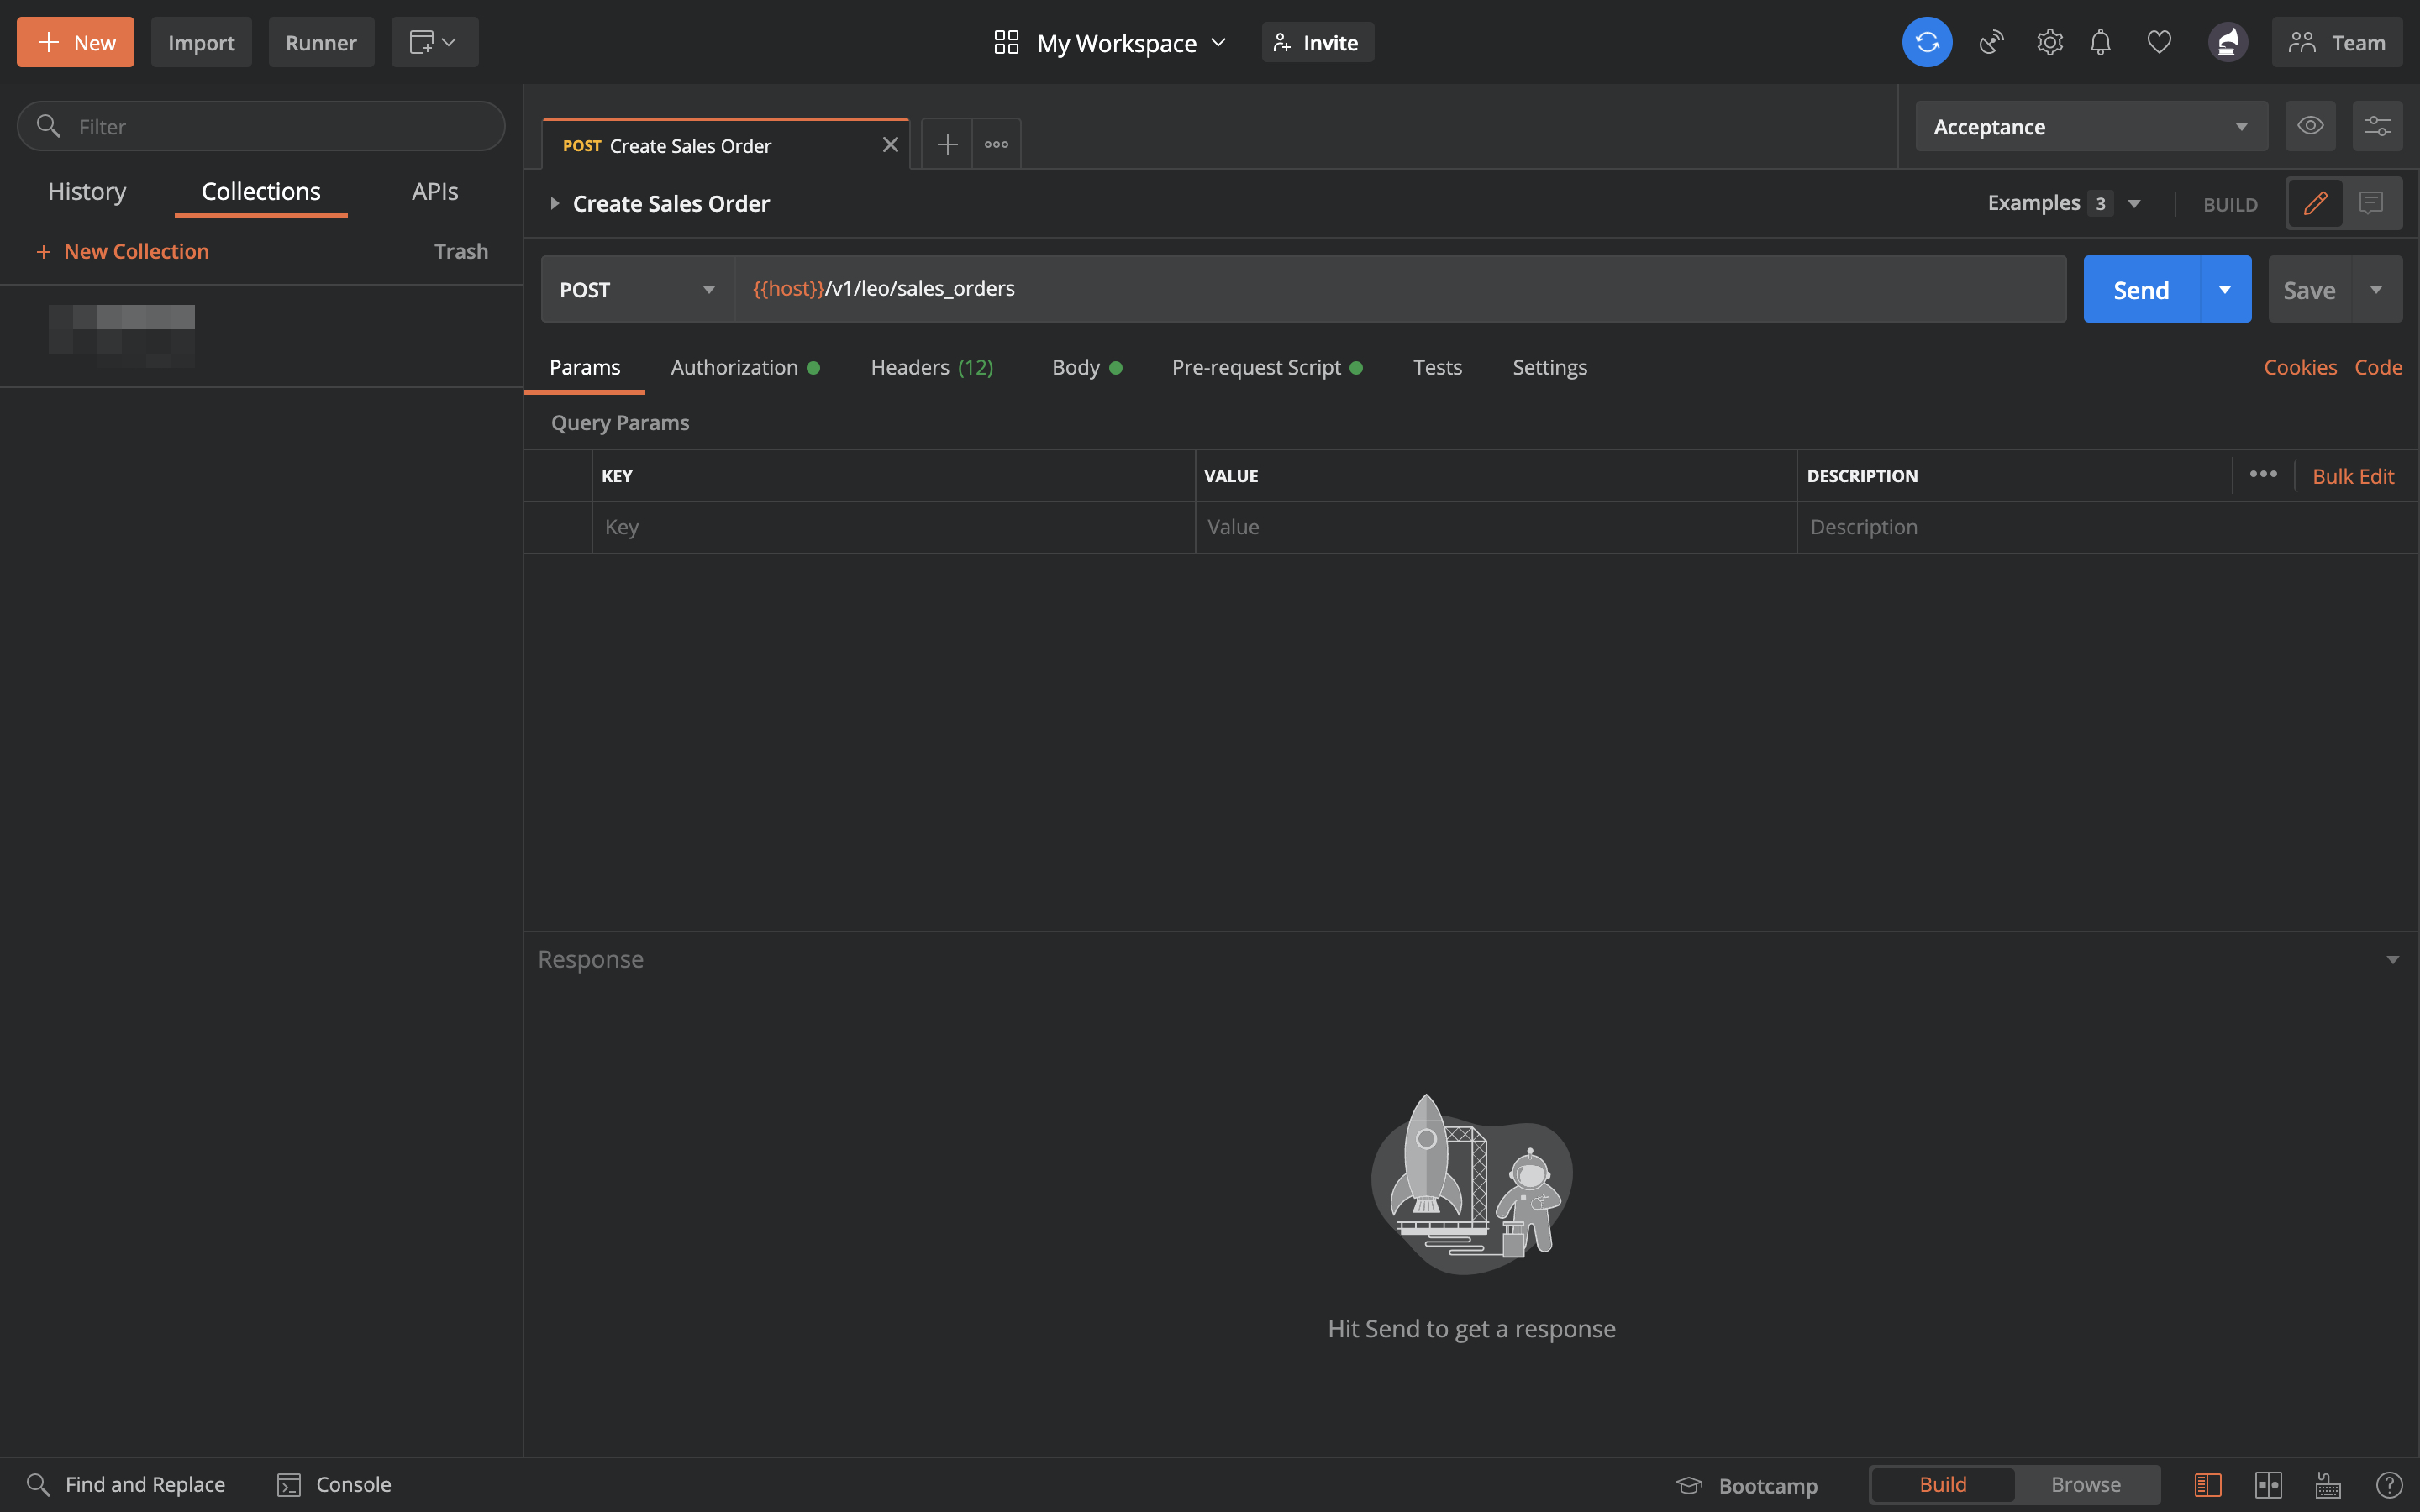 New Import Runner My Workspace Invite Team
Filter
History Collections APIs
New Collection Trash
POST Create Sales Order
Acceptance
Create Sales Order Examples 3 BUILD
POST {{host}}/v1/leo/sales_orders Send Save
Params Authorization Headers (12) Body Pre-request Script Tests Settings Cookies Code
Query Params
KEY VALUE DESCRIPTION Bulk Edit
Key Value Description
Response
Hit Send to get a response
Find and Replace Console Bootcamp Build Browse